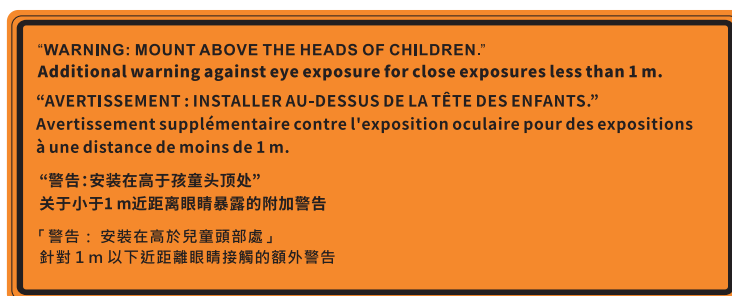 “WARNING: MOUNT ABOVE THE HEADS OF CHILDREN.”
Additional warning against eye exposure for close exposures less than 1 m.
“AVERTISSEMENT : INSTALLER AU-DESSUS DE LA TÊTE DES ENFANTS.”
Avertissement supplémentaire contre l'exposition oculaire pour des expositions
à une distance de moins de 1 m.
“警告:安装在高于孩童头顶处”
关于小于1 m近距离眼睛暴露的附加警告
「警告： 安裝在高於兒童頭部處」
針對 1 m 以下近距離眼睛接觸的額外警告